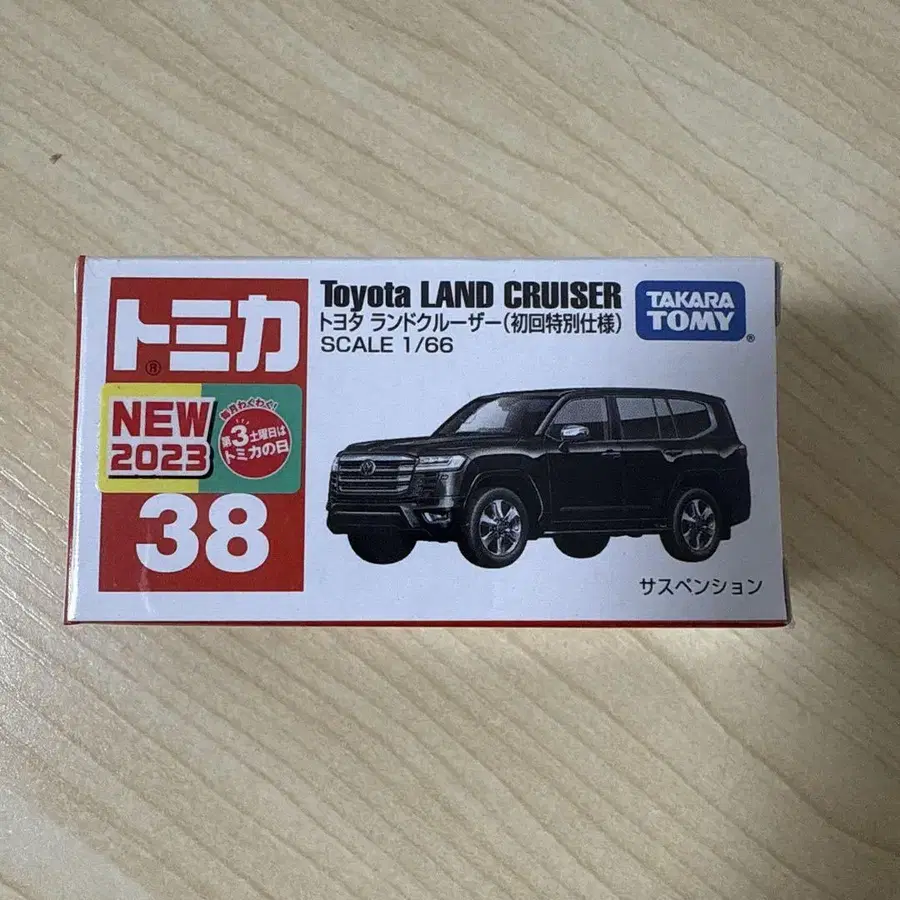 トミカ
®
NEW
2023
毎月わくわく!
第3土曜日は
トミカの日
38
Toyota LAND CRUISER
トヨタ ランドクルーザー(初回特別仕様)
SCALE 1/66
TAKARA
TOMY
®
サスペンション